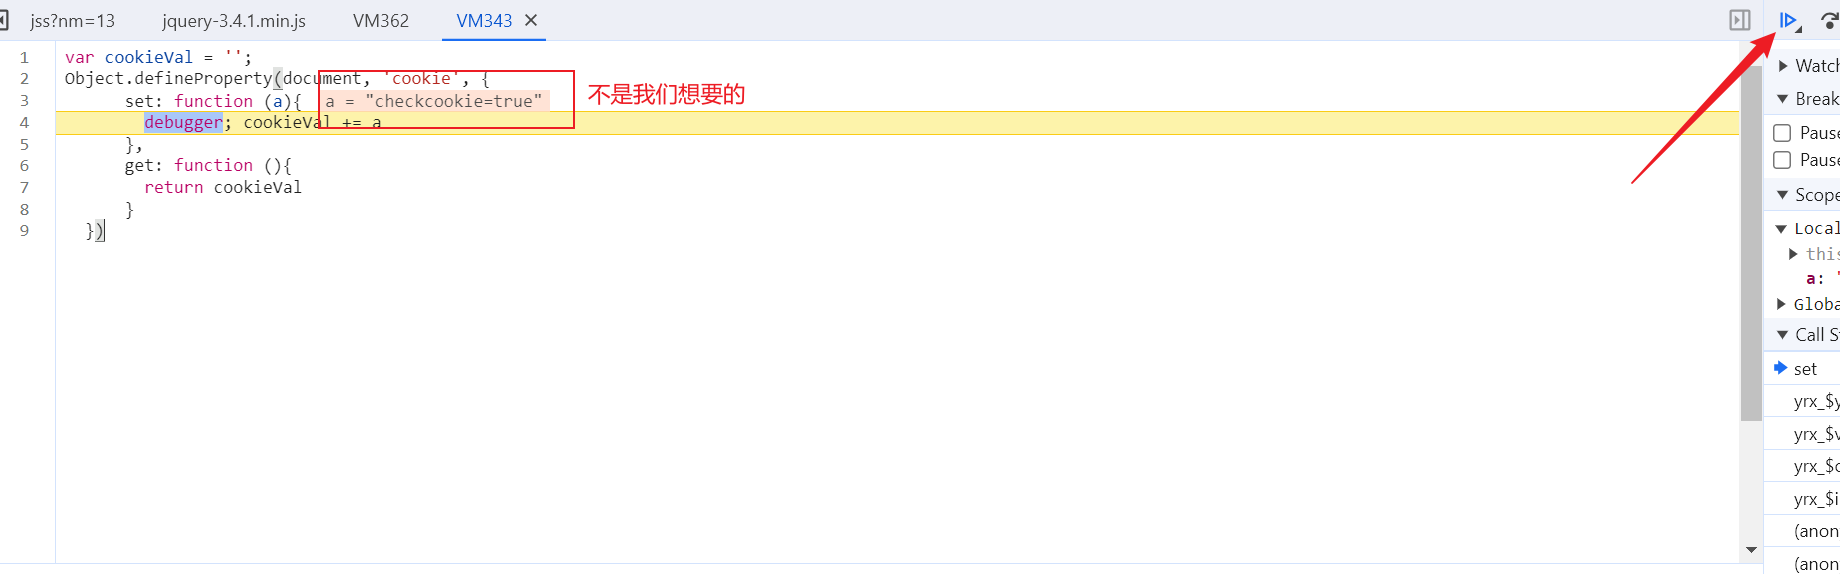 jss?nm=13 jquery-3.4.1.min.js VM362 VM343
1 var cookieVal = '';
2 Object.defineProperty(document, 'cookie', {
3 set: function (a){ a = "checkcookie=true"
不是我们想要的
4 debugger; cookieVal += a
5 },
6 get: function (){
7 return cookieVal
8 }
9 })
Watch
Break
Pause
Pause
Scope
Local
this
a: "
Globa
Call S
set
yrx_$y
yrx_$v
yrx_$c
yrx_$i
(anon
(anon